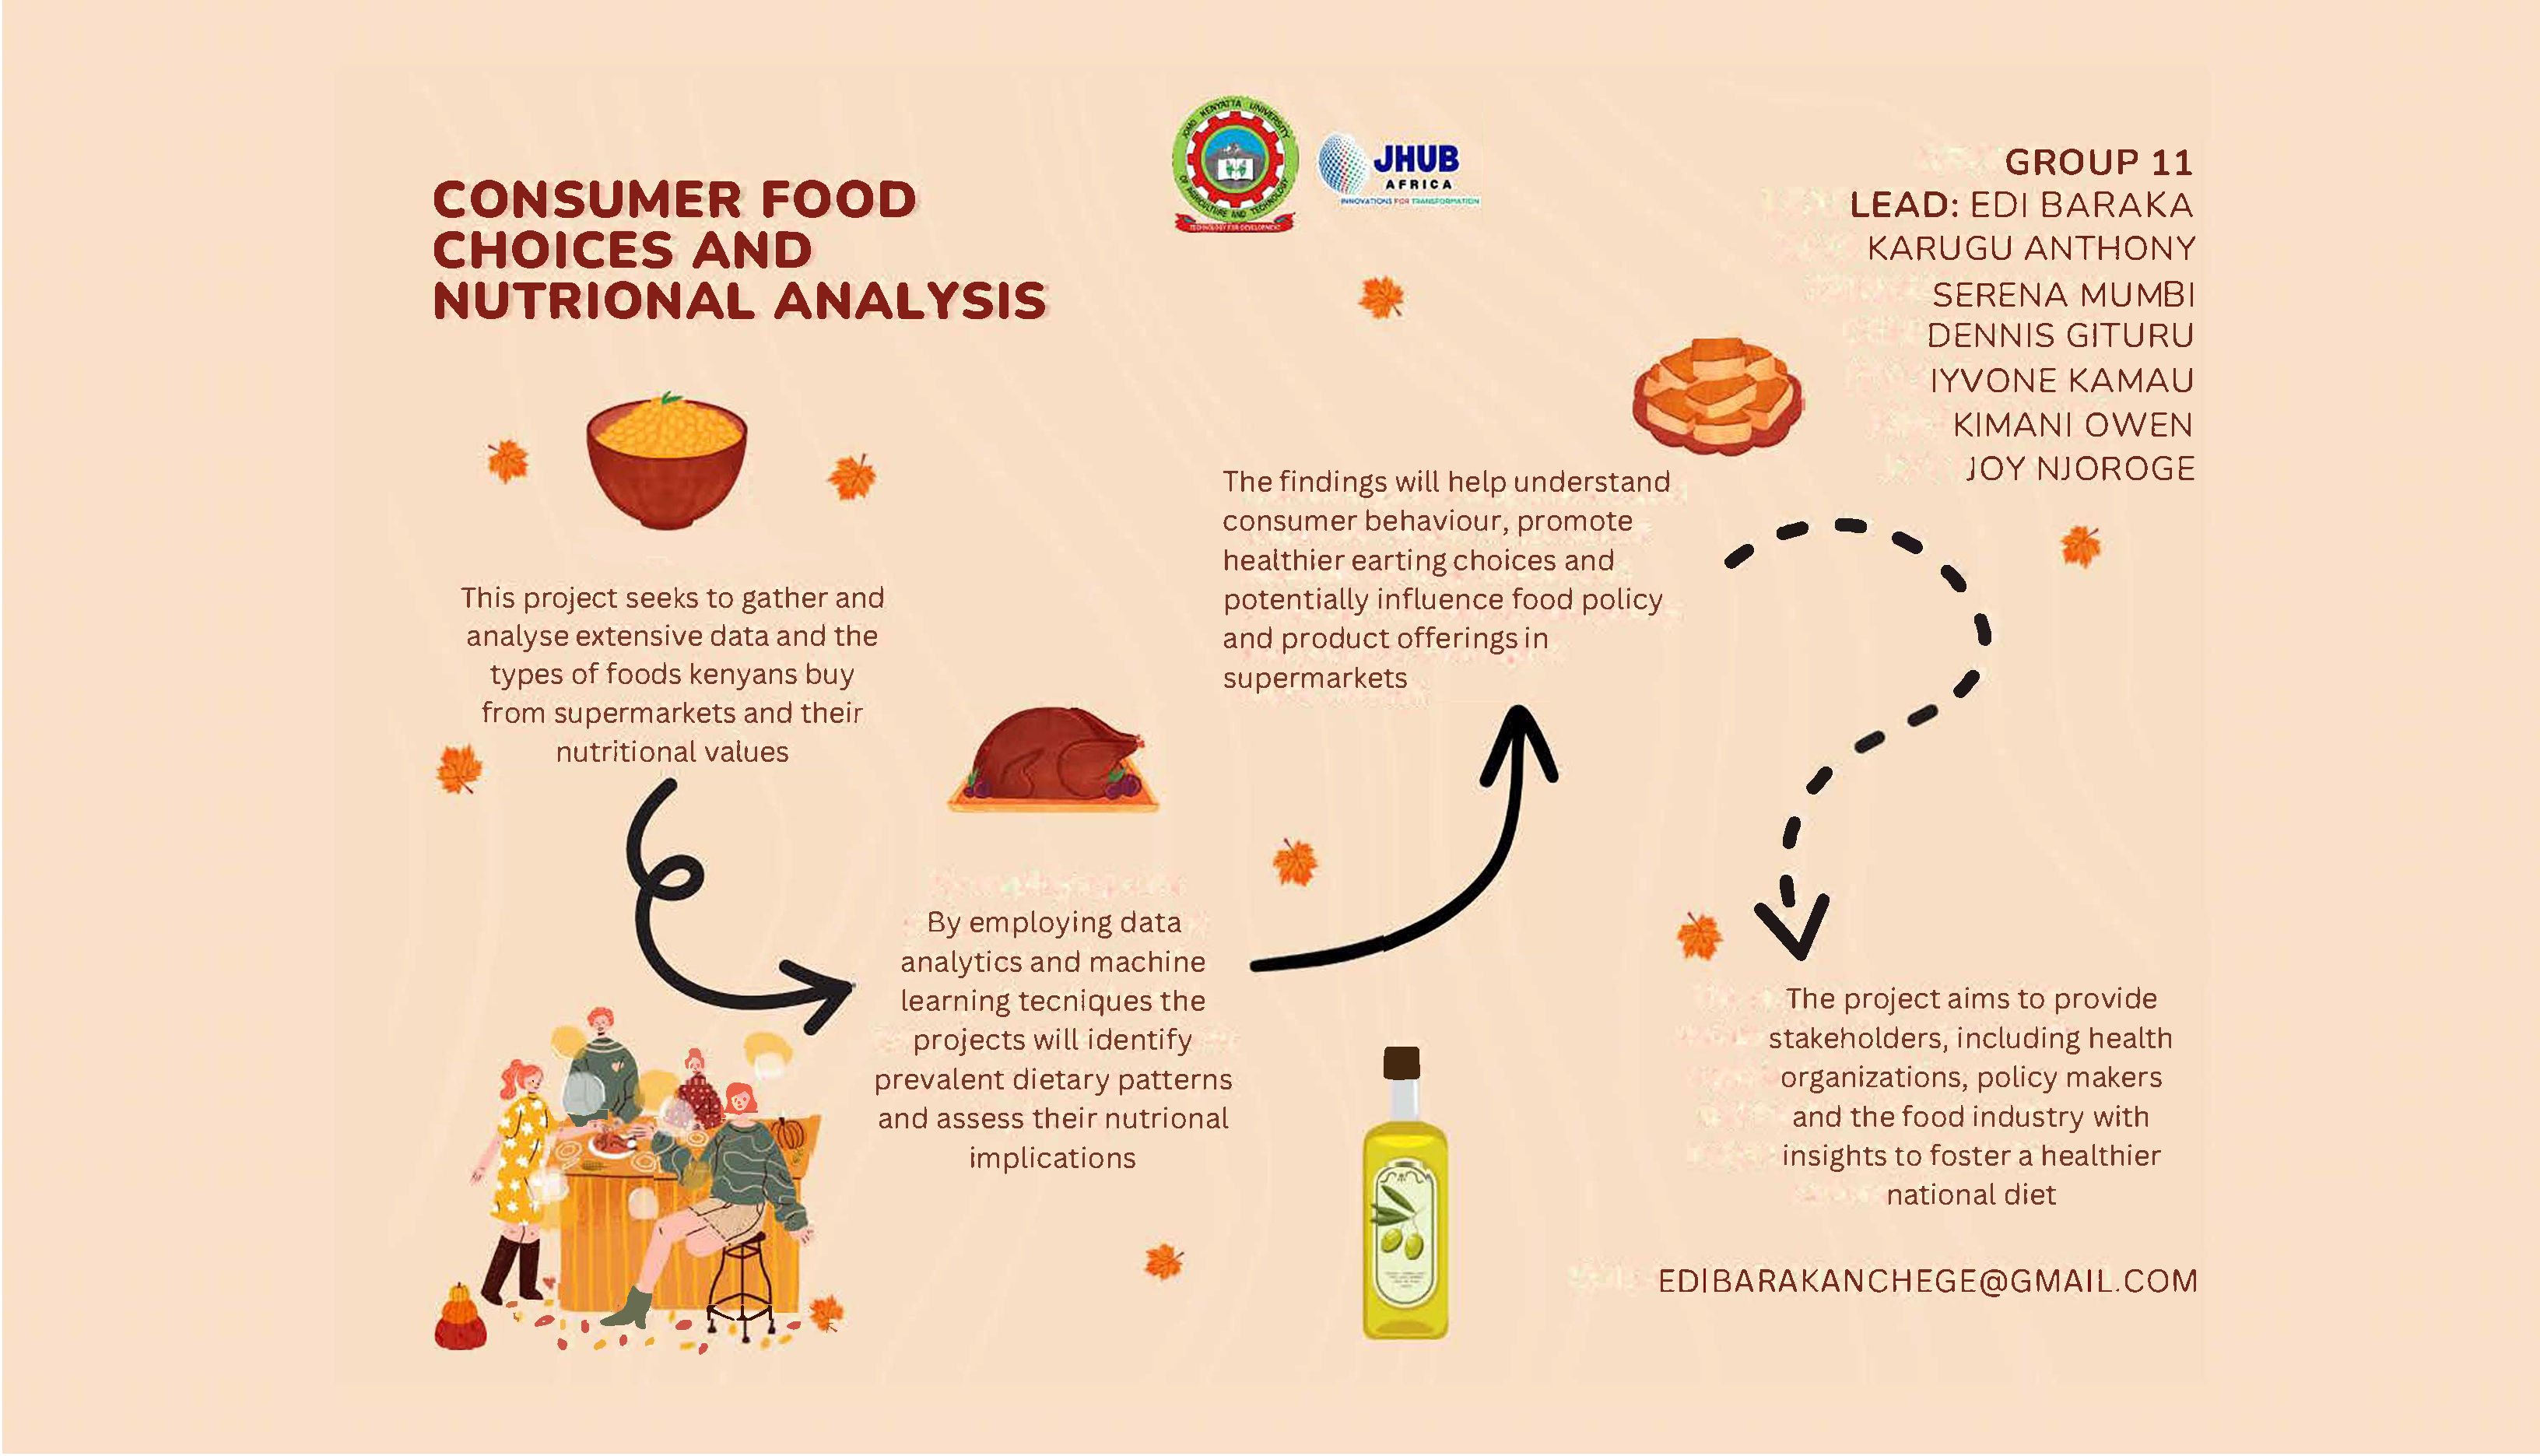 CONSUMER FOOD
CHOICES AND
NUTRIONAL ANALYSIS
JOMO KENYATTA UNIVERSITY
OF AGRICULTURE AND TECHNOLOGY
TECHNOLOGY FOR DEVELOPMENT
JHUB
AFRICA
INNOVATIONS FOR TRANSFORMATION
GROUP 11
LEAD: EDI BARAKA
KARUGU ANTHONY
SERENA MUMBI
DENNIS GITURU
IYVONE KAMAU
KIMANI OWEN
JOY NJOROGE
This project seeks to gather and
analyse extensive data and the
types of foods kenyans buy
from supermarkets and their
nutritional values
By employing data
analytics and machine
learning tecniques the
projects will identify
prevalent dietary patterns
and assess their nutrional
implications
The findings will help understand
consumer behaviour, promote
healthier earting choices and
potentially influence food policy
and product offerings in
supermarkets
The project aims to provide
stakeholders, including health
organizations, policy makers
and the food industry with
insights to foster a healthier
national diet
EDIBARAKANCHEGE@GMAIL.COM